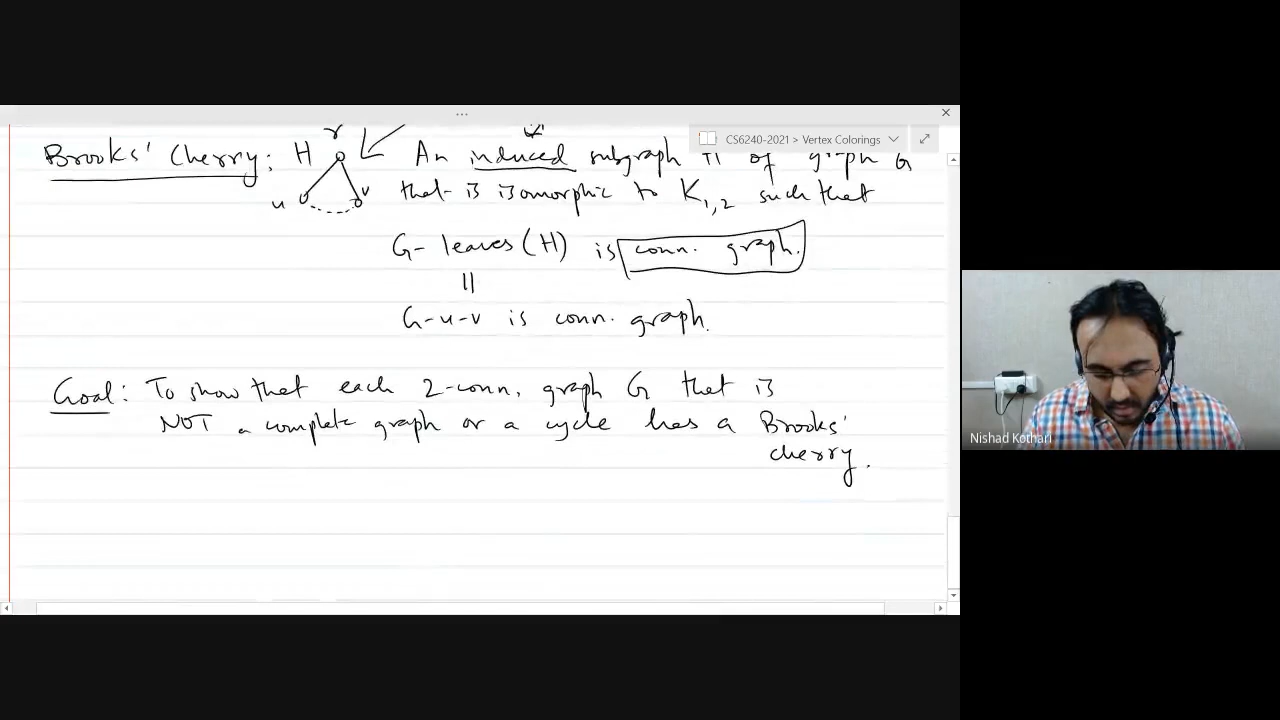 CS6240-2021 > Vertex Colorings
r
Brooks' Cherry: H An induced subgraph H of graph G
u v that is isomorphic to K1,2 such that
G- leaves (H) is conn. graph.
||
G-u-v is conn. graph.
Goal: To show that each 2-conn. graph G that is
NOT a complete graph or a cycle has a Brooks'
cherry.
Nishad Kothari